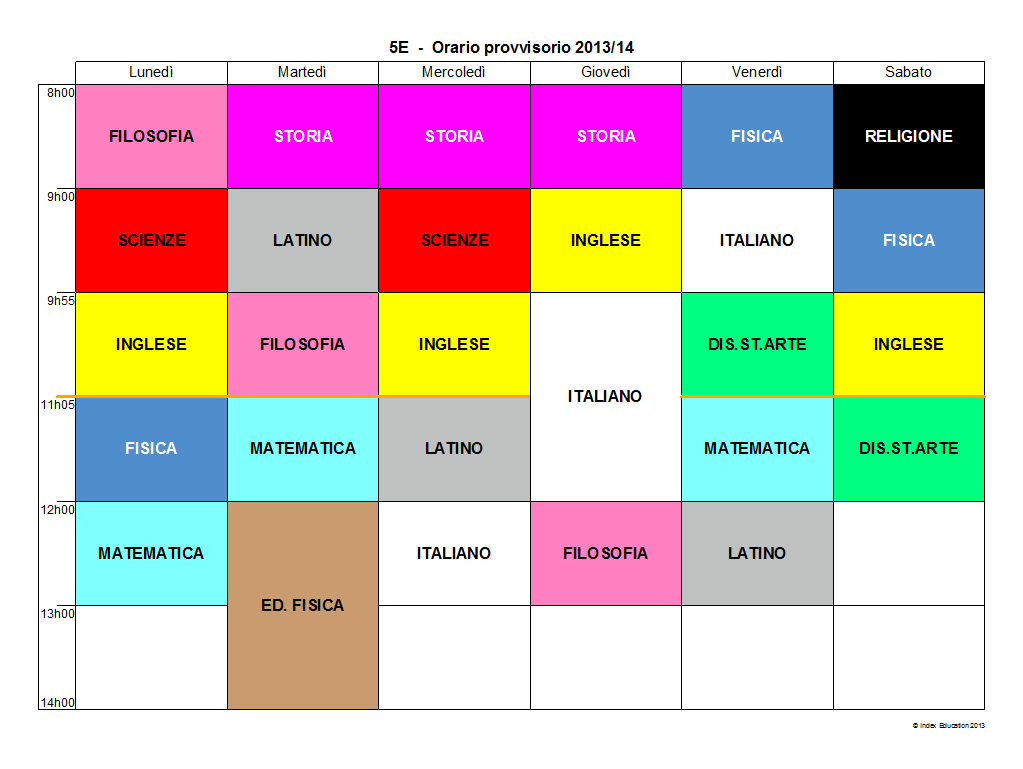 5E - Orario provvisorio 2013/14
Lunedì Martedì Mercoledì Giovedì Venerdì Sabato
8h00
FILOSOFIA STORIA STORIA STORIA FISICA RELIGIONE
9h00
SCIENZE LATINO SCIENZE INGLESE ITALIANO FISICA
9h55
INGLESE FILOSOFIA INGLESE DIS.ST.ARTE INGLESE
ITALIANO
11h05
FISICA MATEMATICA LATINO MATEMATICA DIS.ST.ARTE
12h00
MATEMATICA ITALIANO FILOSOFIA LATINO
ED. FISICA
13h00
14h00
© Index Education 2013